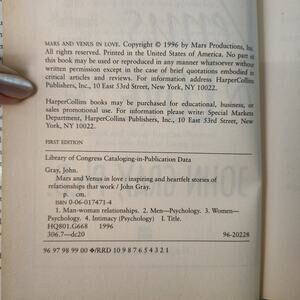 MARS AND VENUS IN LOVE. Copyright © 1996 by Mars Productions, Inc.
All rights reserved. Printed in the United States of America. No part of
this book may be used or reproduced in any manner whatsoever without
written permission except in the case of brief quotations embodied in
critical articles and reviews. For information address HarperCollins
Publishers, Inc., 10 East 53rd Street, New York, NY 10022.
HarperCollins books may be purchased for educational, business, or
sales promotional use. For information please write: Special Markets
Department, HarperCollins Publishers, Inc., 10 East 53rd Street, New
York, NY 10022.
FIRST EDITION
Library of Congress Cataloging-in-Publication Data
Gray, John.
Mars and Venus in love : inspiring and heartfelt stories of
relationships that work / John Gray.
p. cm.
ISBN 0-06-017471-4
1. Man-woman relationships. 2. Men—Psychology. 3. Women—
Psychology. 4. Intimacy (Psychology) I. Title.
HQ801.G668 1996
306.7—dc20 96-20228
96 97 98 99 00 ❖/RRD 10 9 8 7 6 5 4 3 2 1